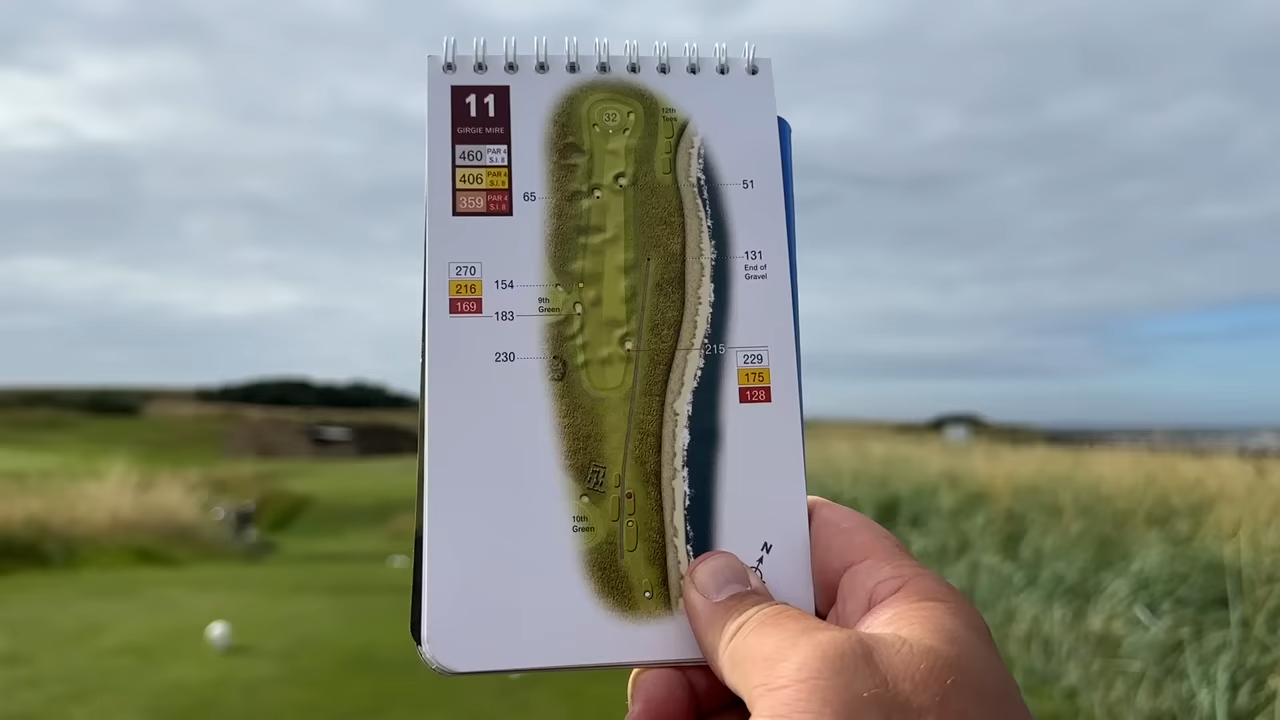 11
GIRGIE MIRE
460 PAR 4 S.I. 8
406 PAR 4 S.I. 8
359 PAR 4 S.I. 8
32
12th
Tees
65
51
131
End of
Gravel
270
216
169
154
9th
Green
183
230
215
229
175
128
10th
Green
N